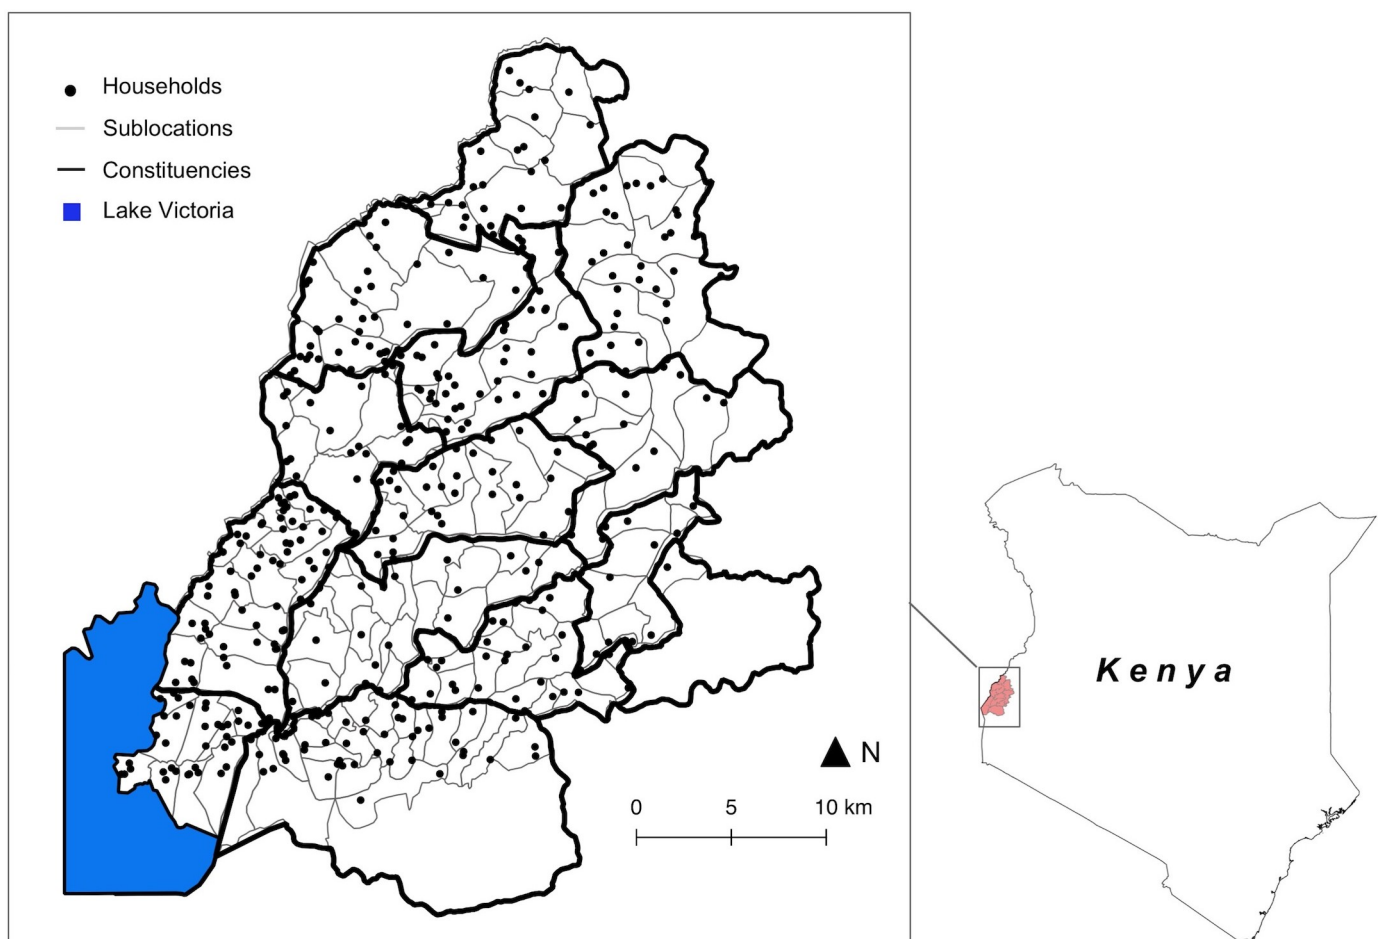 Households
Sublocations
Constituencies
Lake Victoria
Kenya
N
0 5 10 km